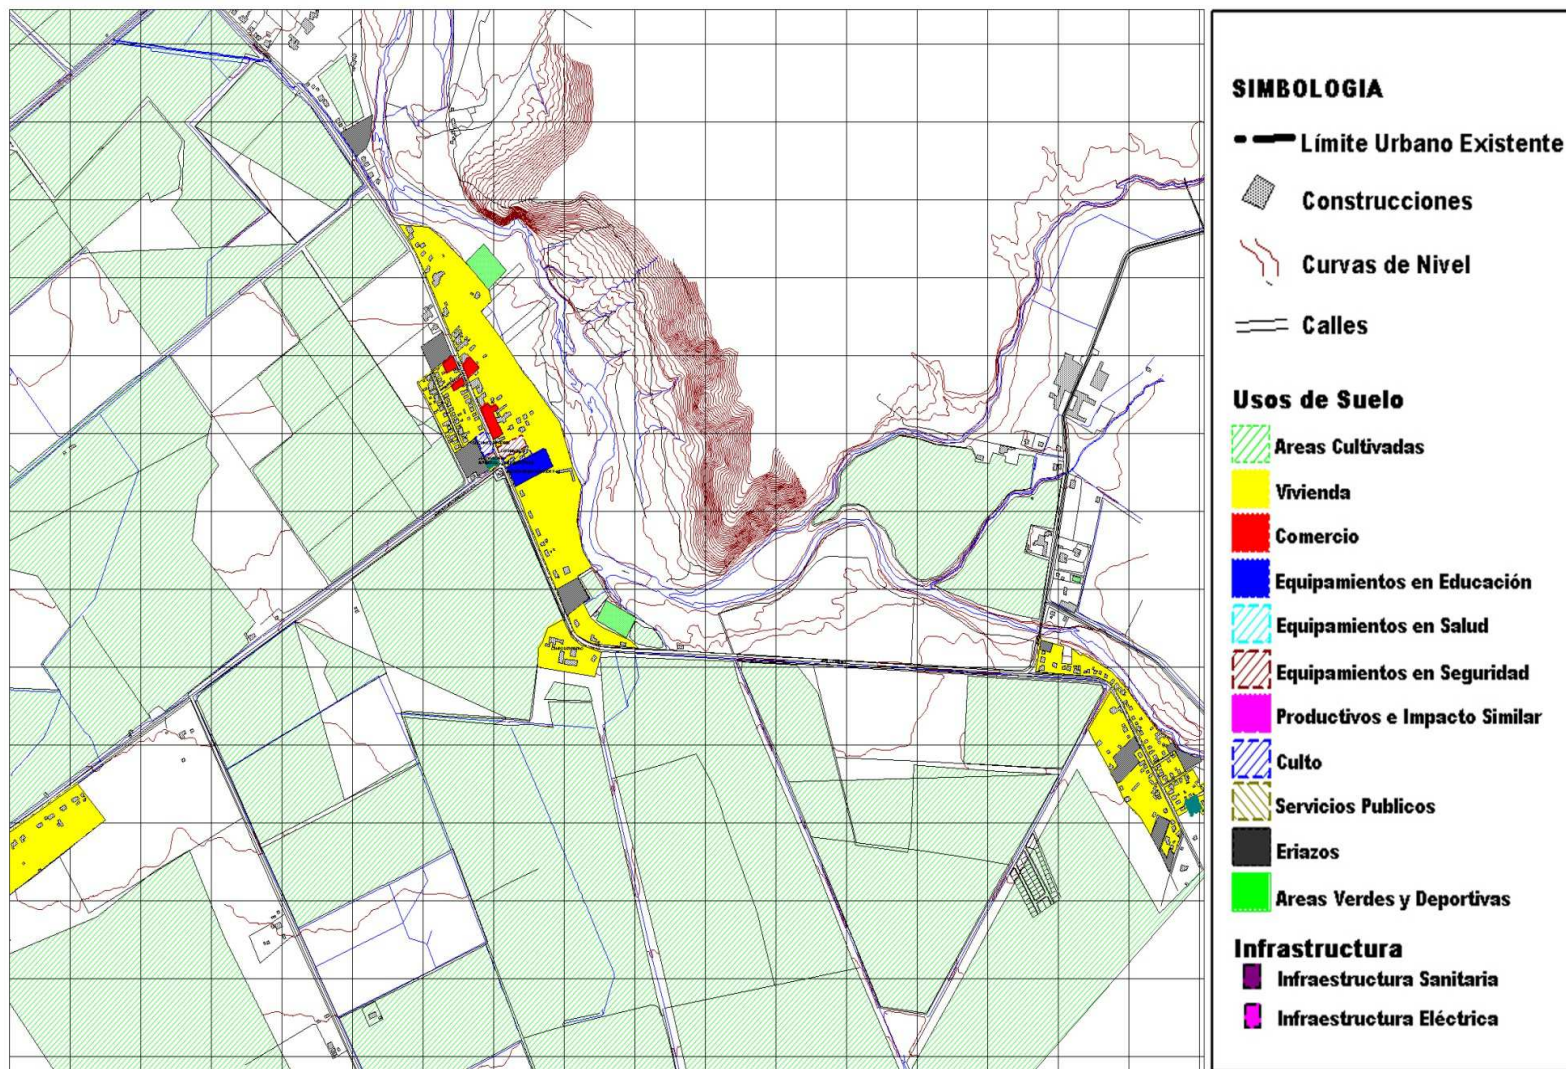 SIMBOLOGIA
Límite Urbano Existente
Construcciones
Curvas de Nivel
Calles
Usos de Suelo
Areas Cultivadas
Vivienda
Comercio
Equipamientos en Educación
Equipamientos en Salud
Equipamientos en Seguridad
Productivos e Impacto Similar
Culto
Servicios Publicos
Eriazos
Areas Verdes y Deportivas
Infrastructura
Infraestructura Sanitaria
Infraestructura Eléctrica